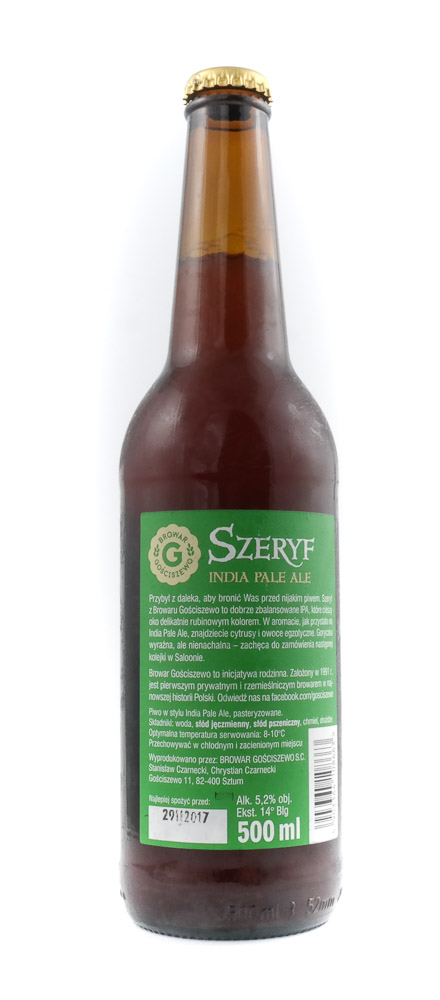 BROWAR
G
GOŚCISZEWO
SZERYF
INDIA PALE ALE
Przybył z daleka, aby bronić Was przed nijakim piwem. Szeryf
z Browaru Gościszewo to dobrze zbalansowane IPA, które cieszy
oko delikatnie rubinowym kolorem. W aromacie, jak przystało na
India Pale Ale, znajdziecie cytrusy i owoce egzotyczne. Goryczka
wyraźna, ale nienachalna – zachęca do zamówienia następnej
kolejki w Saloonie.
Browar Gościszewo to inicjatywa rodzinna. Założony w 1991 r.
jest pierwszym prywatnym i rzemieślniczym browarem w naj-
nowszej historii Polski. Odwiedź nas na facebook.com/gosciszewo
Piwo w stylu India Pale Ale, pasteryzowane.
Składniki: woda, słód jęczmienny, słód pszeniczny, chmiel, drożdże
Optymalna temperatura serwowania: 8-10°C
Przechowywać w chłodnym i zacienionym miejscu
Wyprodukowano przez: BROWAR GOŚCISZEWO S.C.
Stanisław Czarnecki, Chrystian Czarnecki
Gościszewo 11, 82-400 Sztum
Najlepiej spożyć przed:
Alk. 5,2% obj.
Ekst. 14° Blg
500 ml